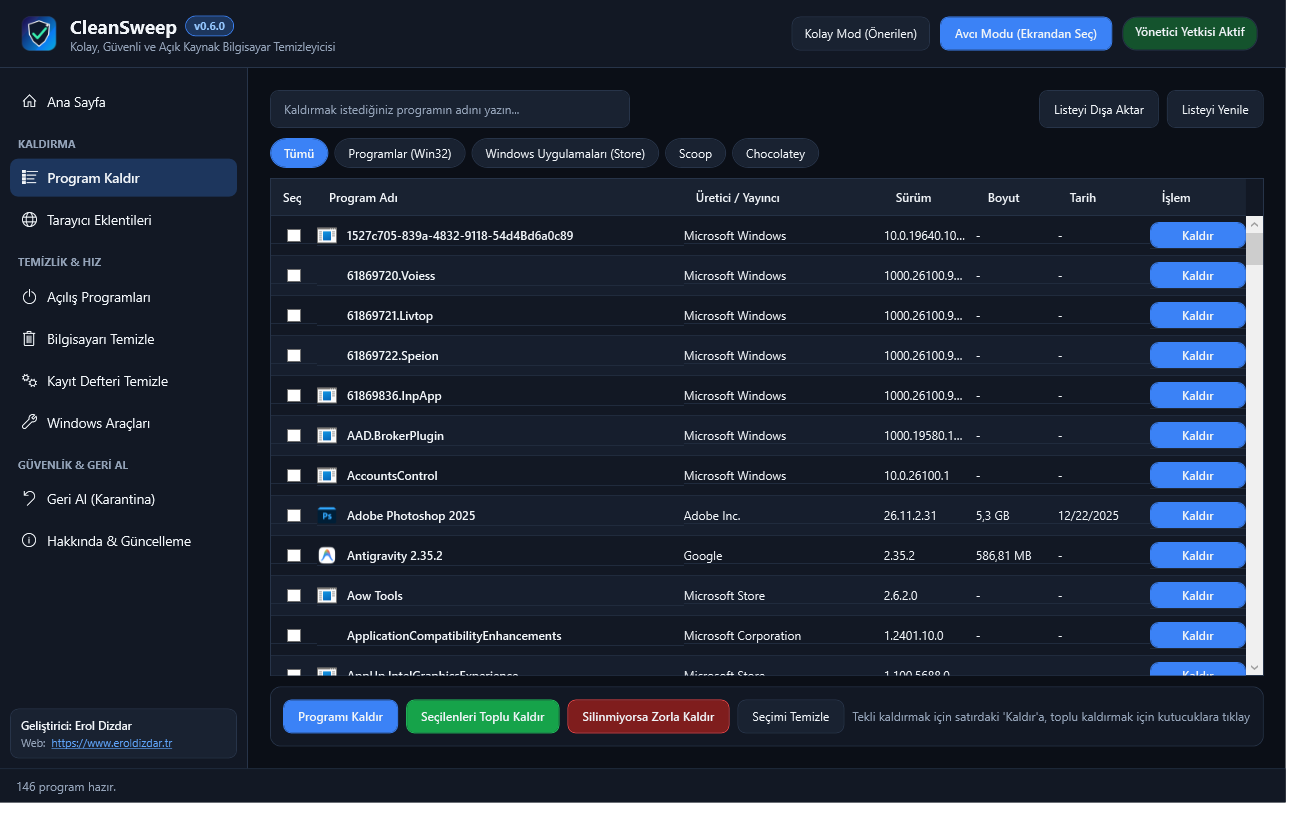 CleanSweep v0.6.0
Kolay, Güvenli ve Açık Kaynak Bilgisayar Temizleyicisi
Kolay Mod (Önerilen)
Avcı Modu (Ekrandan Seç)
Yönetici Yetkisi Aktif
Ana Sayfa
KALDIRMA
Program Kaldır
Tarayıcı Eklentileri
TEMİZLİK & HIZ
Açılış Programları
Bilgisayarı Temizle
Kayıt Defteri Temizle
Windows Araçları
GÜVENLİK & GERİ AL
Geri Al (Karantina)
Hakkında & Güncelleme
Geliştirici: Erol Dizdar
Web: https://www.eroldizdar.tr
Kaldırmak istediğiniz programın adını yazın...
Listeyi Dışa Aktar
Listeyi Yenile
Tümü
Programlar (Win32)
Windows Uygulamaları (Store)
Scoop
Chocolatey
Seç Program Adı Üretici / Yayıncı Sürüm Boyut Tarih İşlem
1527c705-839a-4832-9118-54d4Bd6a0c89 Microsoft Windows 10.0.19640.10... - - Kaldır
61869720.Voiess Microsoft Windows 1000.26100.9... - - Kaldır
61869721.Livtop Microsoft Windows 1000.26100.9... - - Kaldır
61869722.Speion Microsoft Windows 1000.26100.9... - - Kaldır
61869836.InpApp Microsoft Windows 1000.26100.9... - - Kaldır
AAD.BrokerPlugin Microsoft Windows 1000.19580.1... - - Kaldır
AccountsControl Microsoft Windows 10.0.26100.1 - - Kaldır
Ps Adobe Photoshop 2025 Adobe Inc. 26.11.2.31 5,3 GB 12/22/2025 Kaldır
Antigravity 2.35.2 Google 2.35.2 586,81 MB - Kaldır
Aow Tools Microsoft Store 2.6.2.0 - - Kaldır
ApplicationCompatibilityEnhancements Microsoft Corporation 1.2401.10.0 - - Kaldır
AppUp.IntelGraphicsExperience Microsoft Store 1.100.5688.0 Kaldır
Programı Kaldır
Seçilenleri Toplu Kaldır
Silinmiyorsa Zorla Kaldır
Seçimi Temizle
Tekli kaldırmak için satırdaki 'Kaldır'a, toplu kaldırmak için kutucuklara tıklay
146 program hazır.